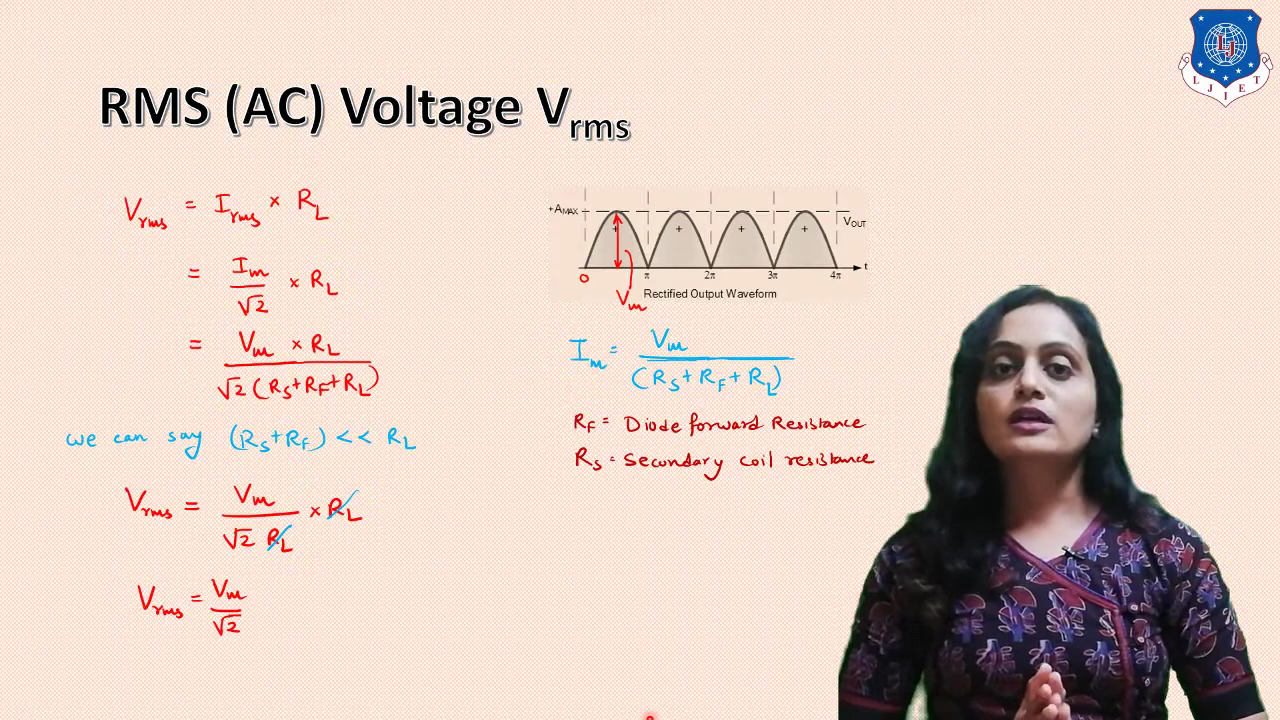 RMS (AC) Voltage Vrms
Vrms = Irms × RL
= Im / √2 × RL
= Vm × RL / √2 (RS+RF+RL)
we can say (RS+RF) << RL
Vrms = Vm / √2 RL × RL
Vrms = Vm / √2
+AMAX
+ + + +
VOUT
0 π 2π 3π 4π t
Vm
Rectified Output Waveform
Im = Vm / (RS+RF+RL)
RF = Diode forward Resistance
RS = Secondary coil resistance
LJ
L J I E T